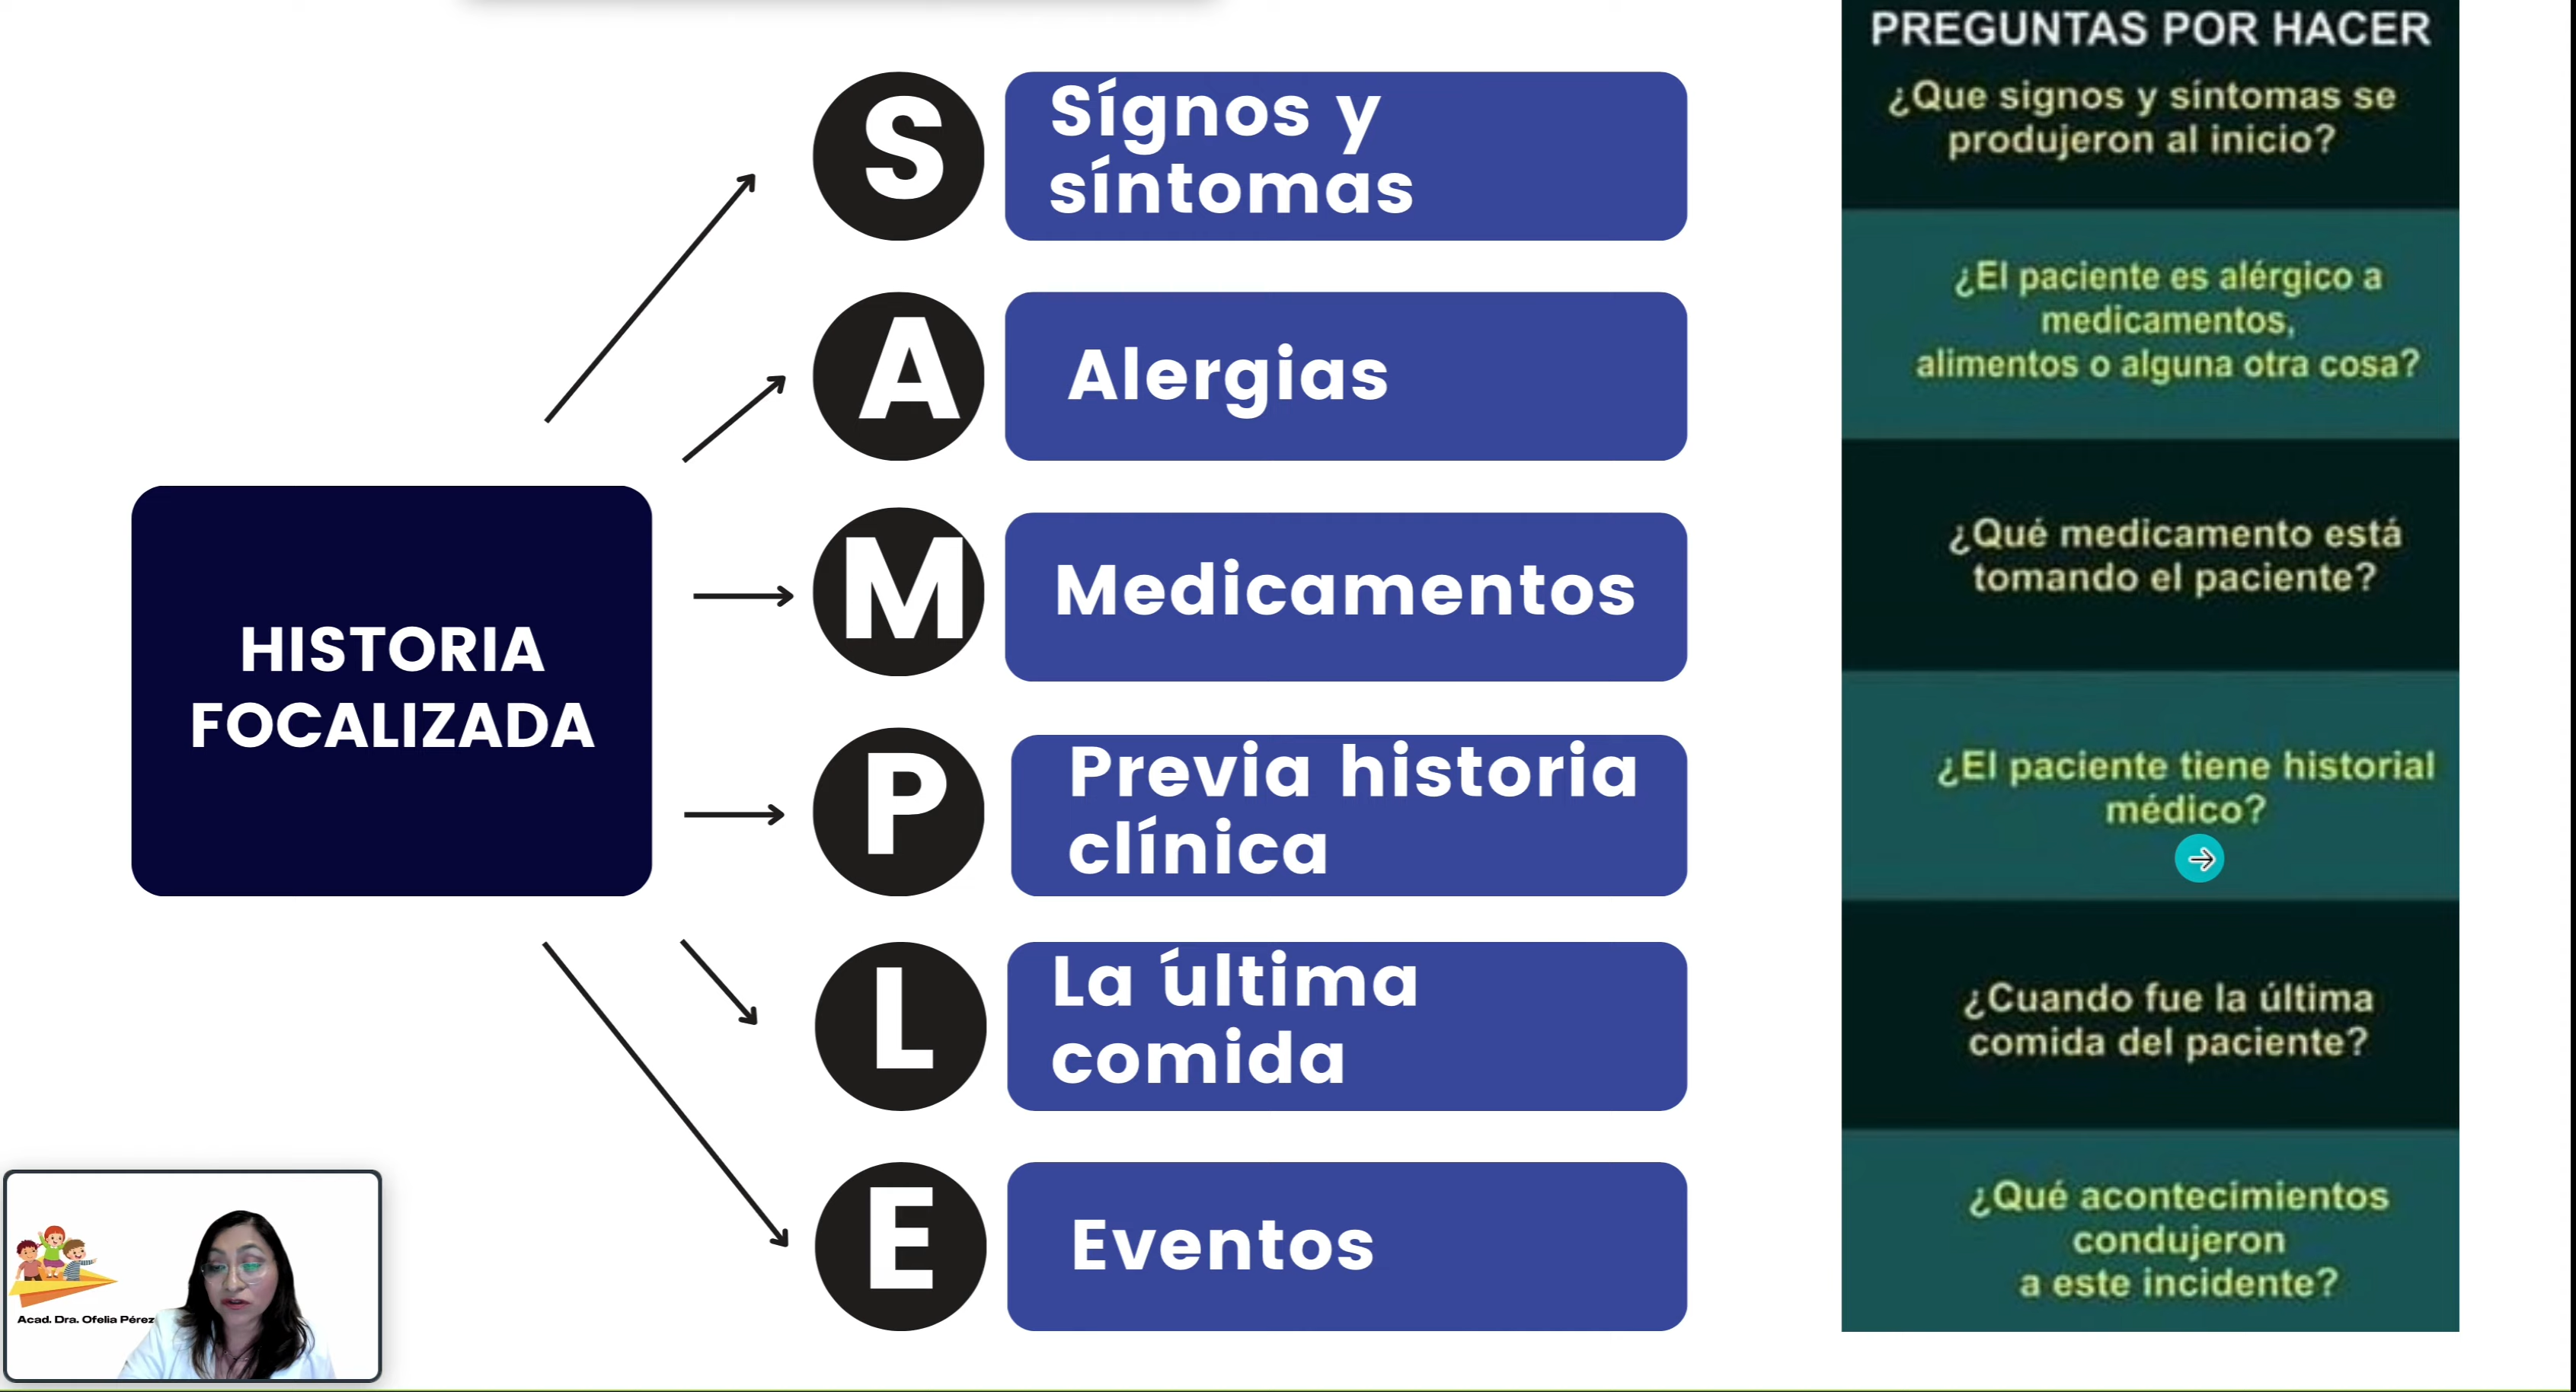 HISTORIA
FOCALIZADA
S
Sígnos y
síntomas
A
Alergias
M
Medicamentos
P
Previa historia
clínica
L
La última
comida
E
Eventos
PREGUNTAS POR HACER
¿Que signos y síntomas se
produjeron al inicio?
¿El paciente es alérgico a
medicamentos,
alimentos o alguna otra cosa?
¿Qué medicamento está
tomando el paciente?
¿El paciente tiene historial
médico?
¿Cuando fue la última
comida del paciente?
¿Qué acontecimientos
condujeron
a este incidente?
Acad. Dra. Ofelia Pérez